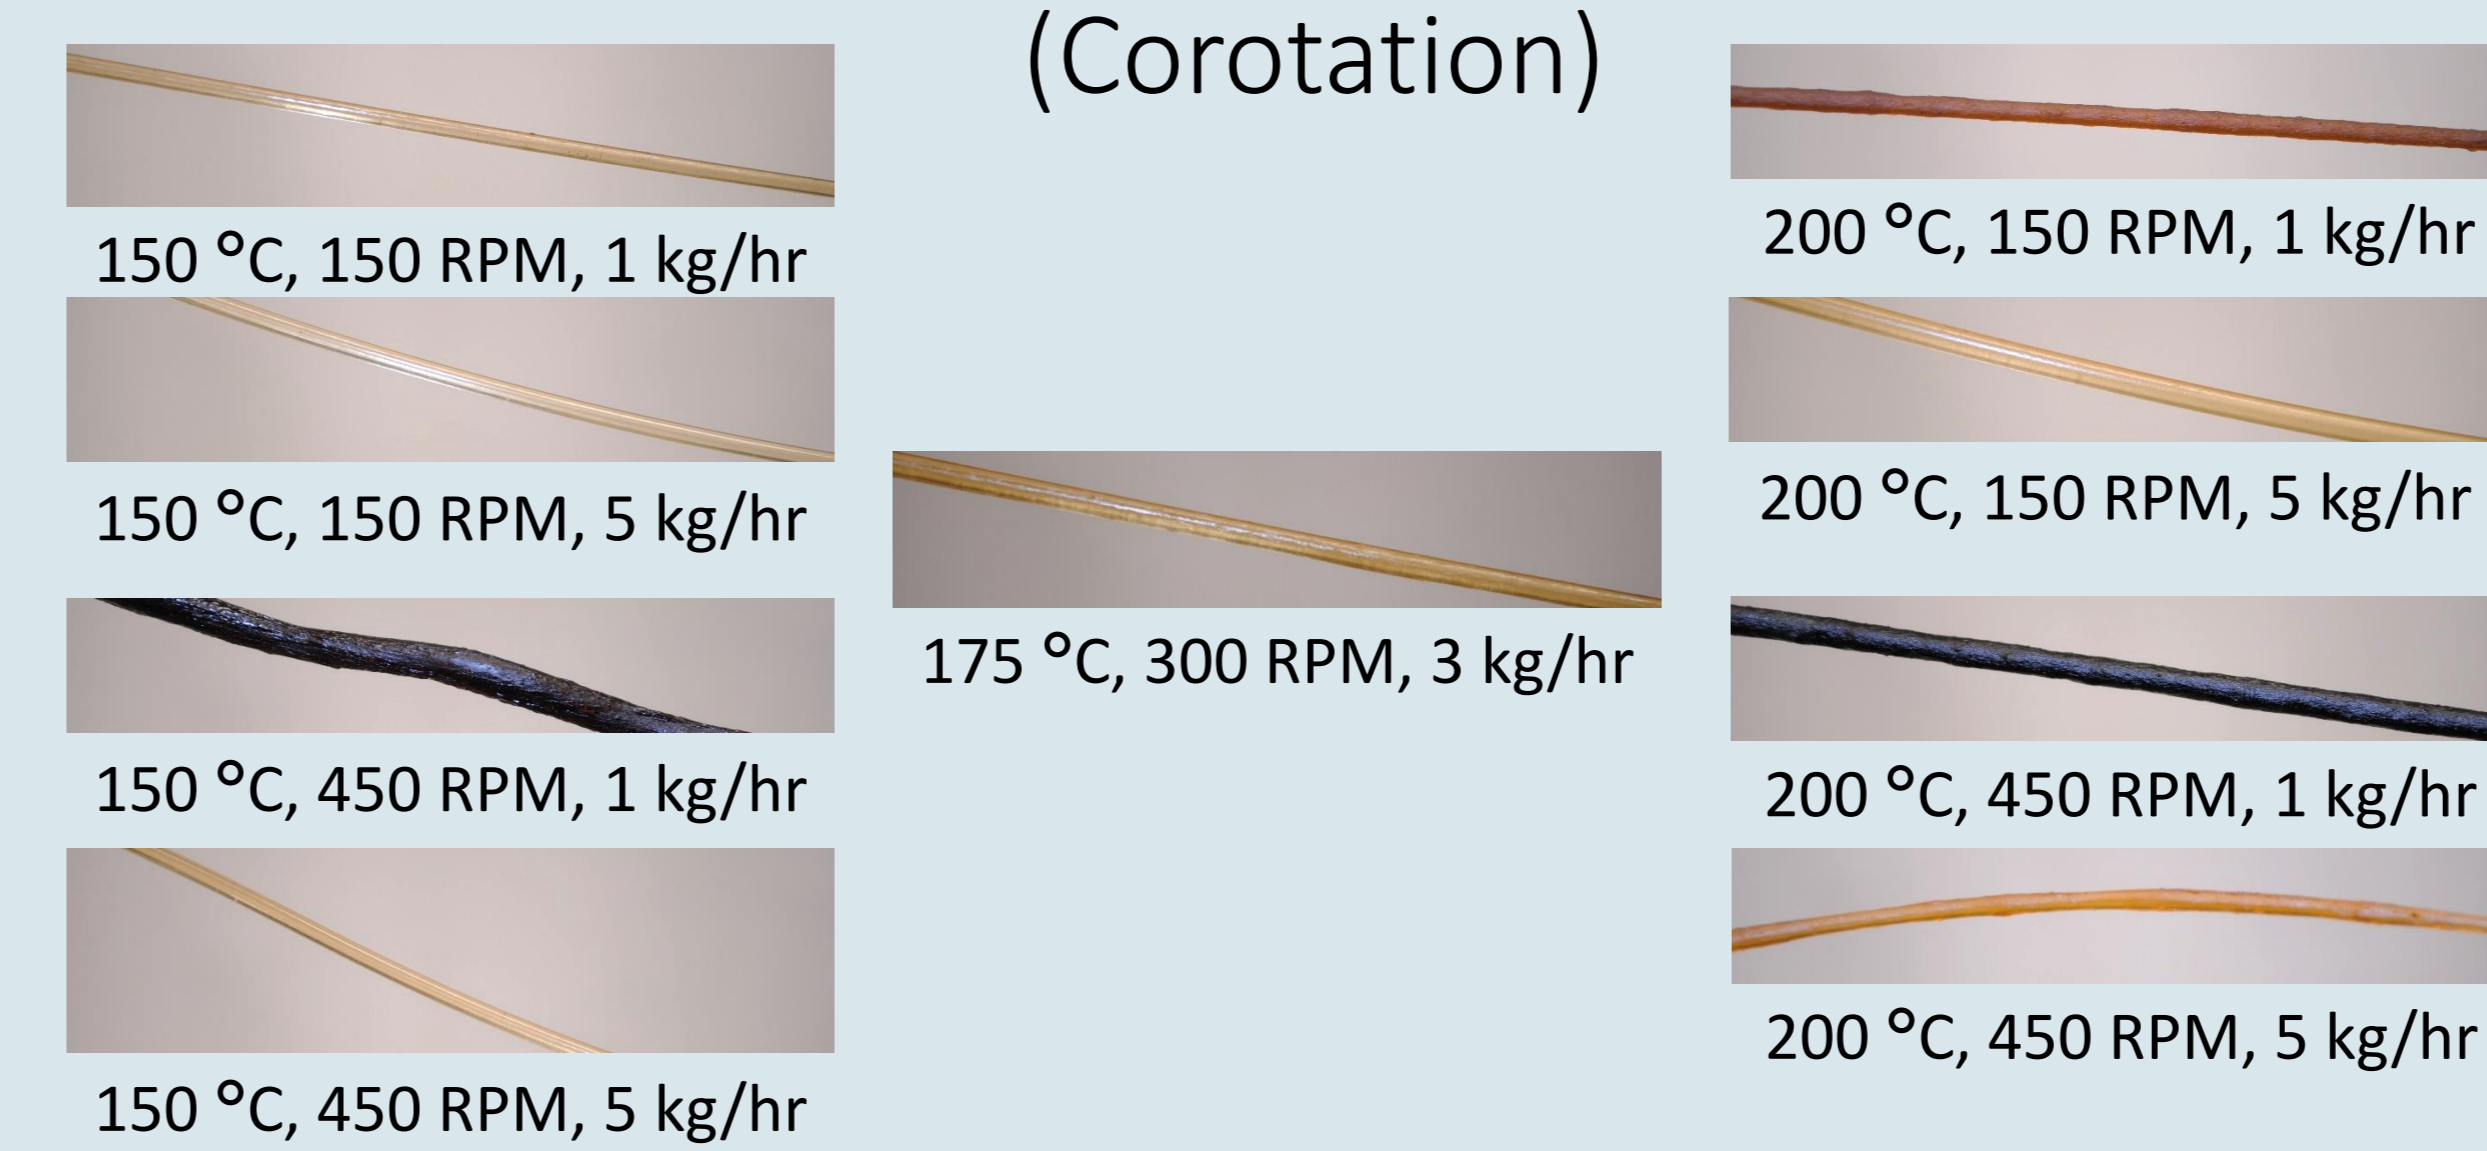 (Corotation)
150 °C, 150 RPM, 1 kg/hr
150 °C, 150 RPM, 5 kg/hr
150 °C, 450 RPM, 1 kg/hr
150 °C, 450 RPM, 5 kg/hr
175 °C, 300 RPM, 3 kg/hr
200 °C, 150 RPM, 1 kg/hr
200 °C, 150 RPM, 5 kg/hr
200 °C, 450 RPM, 1 kg/hr
200 °C, 450 RPM, 5 kg/hr